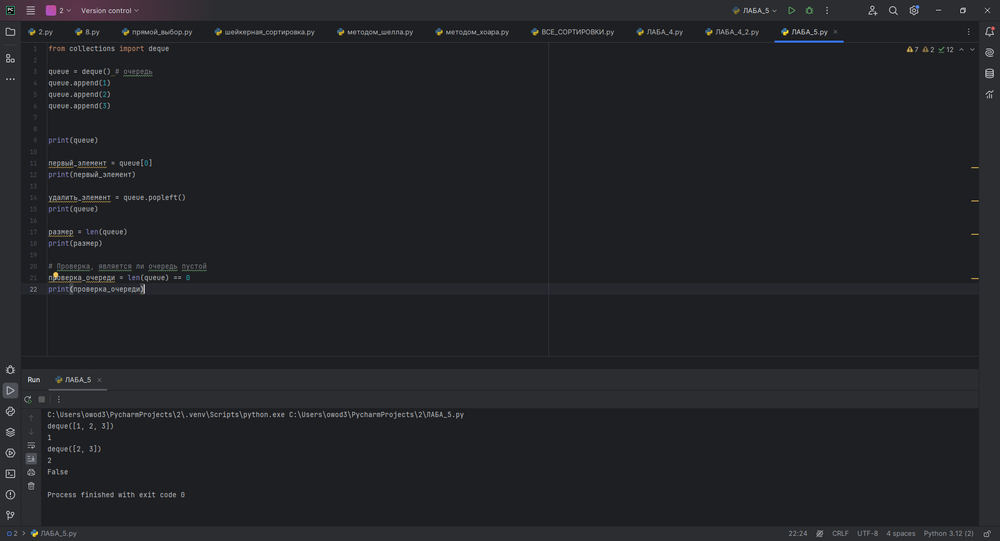 PC 2 Version control ЛАБА_5
2.py 8.py прямой_выбор.py шейкерная_сортировка.py методом_шелла.py методом_хоара.py ВСЕ_СОРТИРОВКИ.py ЛАБА_4.py ЛАБА_4_2.py ЛАБА_5.py
7 2 12
1 from collections import deque
2
3 queue = deque() # очередь
4 queue.append(1)
5 queue.append(2)
6 queue.append(3)
7
8
9 print(queue)
10
11 первый_элемент = queue[0]
12 print(первый_элемент)
13
14 удалить_элемент = queue.popleft()
15 print(queue)
16
17 размер = len(queue)
18 print(размер)
19
20 # Проверка, является ли очередь пустой
21 проверка_очереди = len(queue) == 0
22 print(проверка_очереди)
Run ЛАБА_5
C:\Users\owod3\PycharmProjects\2\.venv\Scripts\python.exe C:\Users\owod3\PycharmProjects\2\ЛАБА_5.py
deque([1, 2, 3])
1
deque([2, 3])
2
False
Process finished with exit code 0
2 ЛАБА_5.py 22:24 CRLF UTF-8 4 spaces Python 3.12 (2)